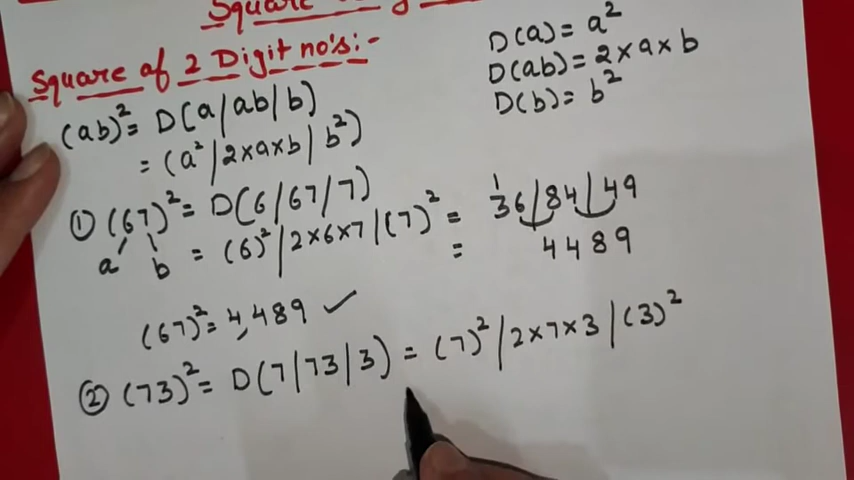 Square
Square of 2 Digit no's:-
D(a) = a²
D(ab) = 2×a×b
D(b) = b²
(ab)² = D(a/ab/b)
= (a²/2×a×b/b²)
① (67)² = D(6/67/7) = ¹36/84/49
a b = (6)²/2×6×7/(7)² = 4489
(67)² = 4,489 ✓
② (73)² = D(7/73/3) = (7)²/2×7×3/(3)²